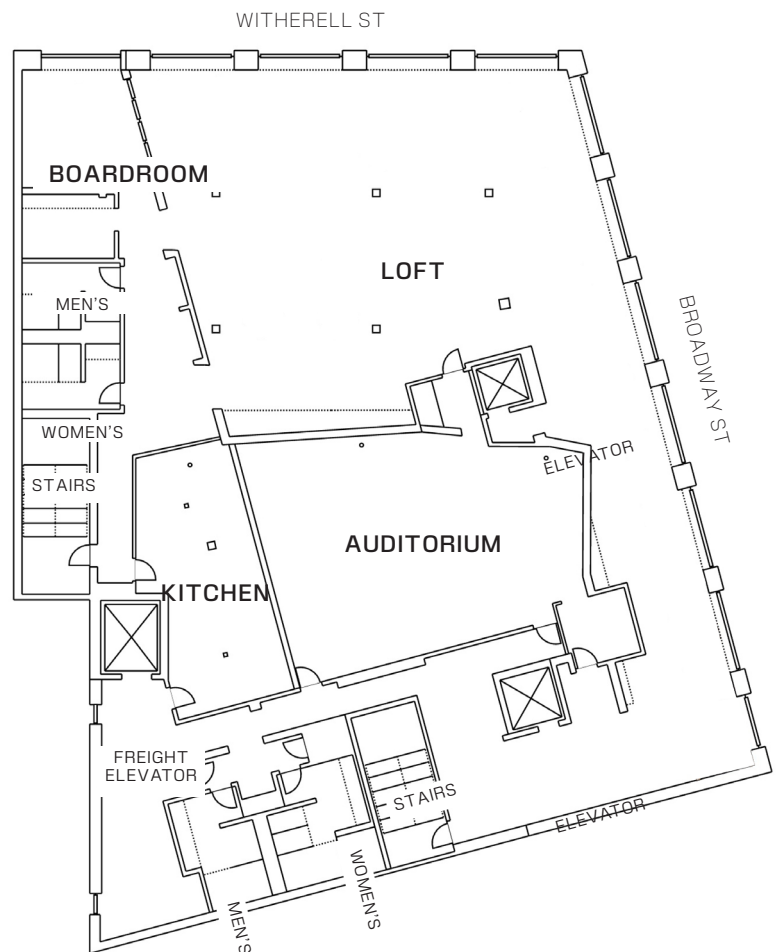 WITHERELL ST
BOARDROOM
LOFT
MEN'S
BROADWAY ST
WOMEN'S
ELEVATOR
STAIRS
AUDITORIUM
KITCHEN
FREIGHT
ELEVATOR
STAIRS
ELEVATOR
WOMEN'S
MEN'S